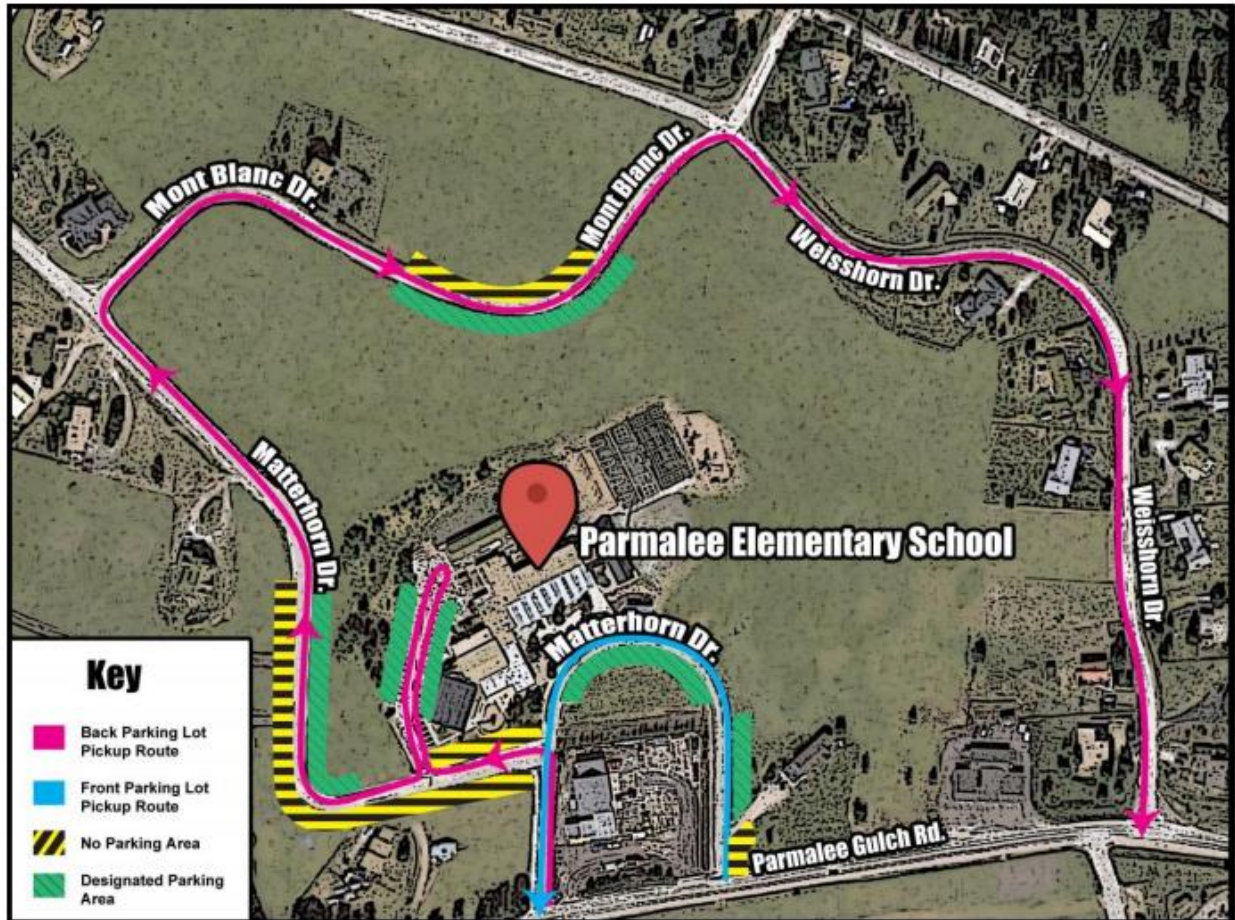 Mont Blanc Dr.
Mont Blanc Dr.
Weisshorn Dr.
Matterhorn Dr.
Weisshorn Dr.
Parmalee Elementary School
Matterhorn Dr.
Parmalee Gulch Rd.
Key
Back Parking Lot
Pickup Route
Front Parking Lot
Pickup Route
No Parking Area
Designated Parking
Area